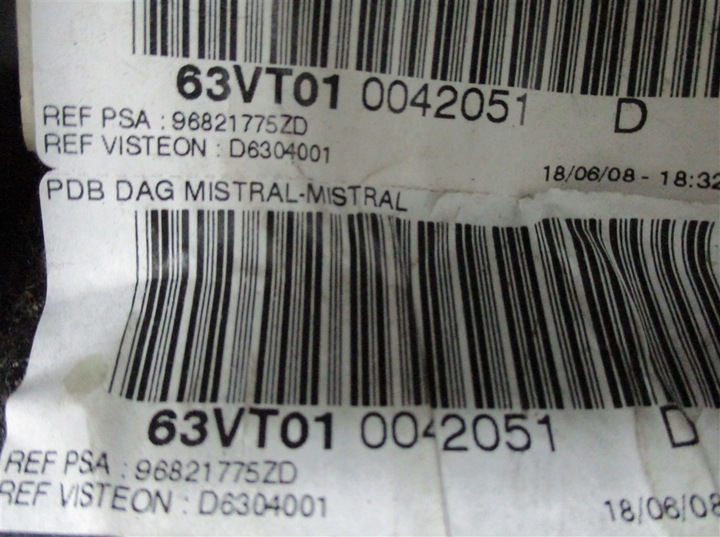 63VT01 0042051 D
REF PSA : 96821775ZD
REF VISTEON : D6304001
18/06/08 - 18:32
PDB DAG MISTRAL-MISTRAL
63VT01 0042051 D
REF PSA : 96821775ZD
REF VISTEON : D6304001
18/06/08